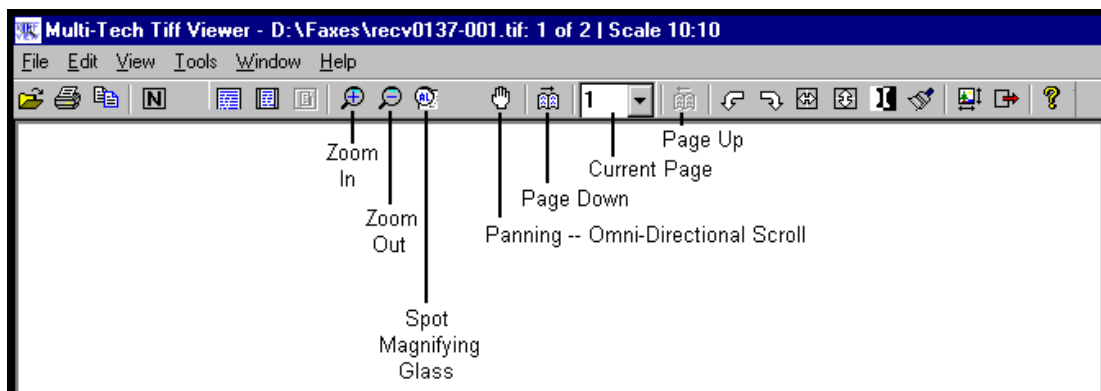 Multi-Tech Tiff Viewer - D:\Faxes\recv0137-001.tif: 1 of 2 | Scale 10:10
File Edit View Tools Window Help
N AL 1 ?
Zoom
In
Page Up
Current Page
Page Down
Zoom
Out
Panning -- Omni-Directional Scroll
Spot
Magnifying
Glass